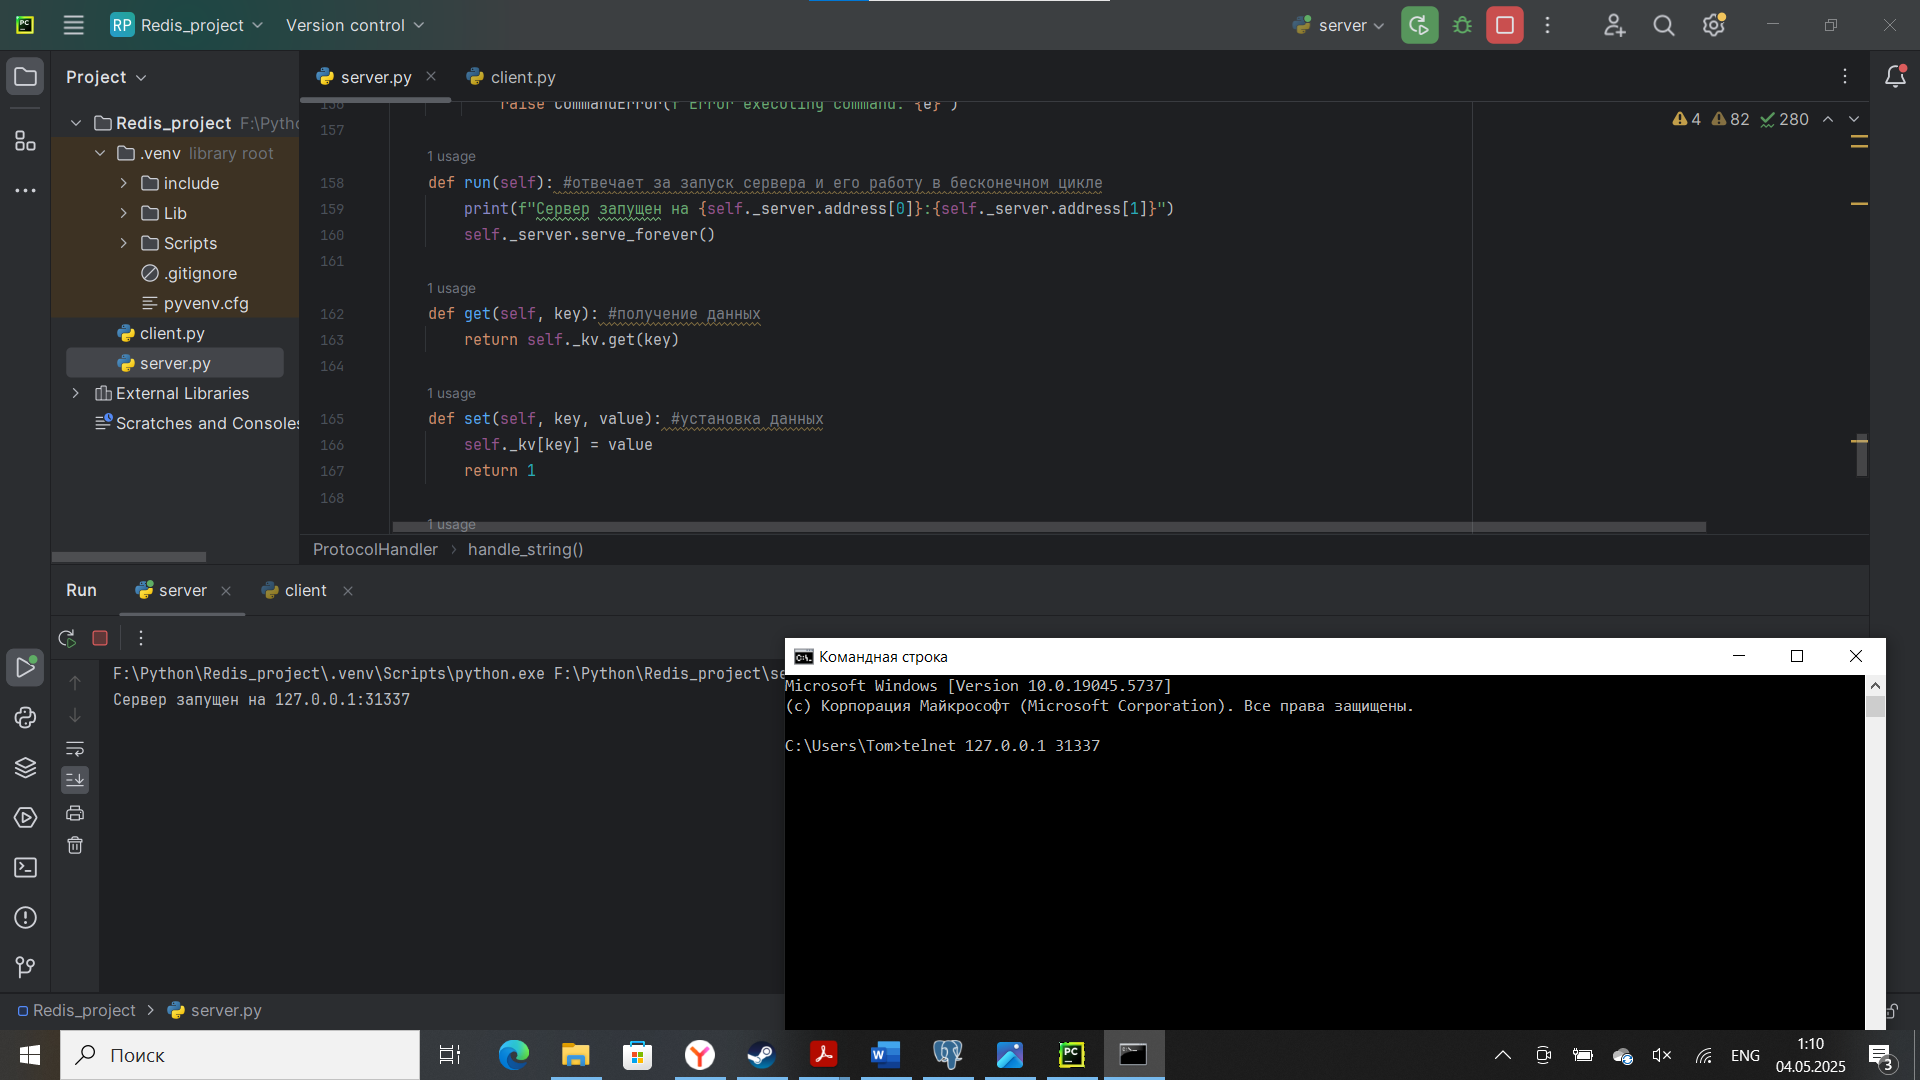 RP Redis_project Version control server
Project
server.py client.py
Redis_project F:\Pyth
.venv library root
include
Lib
Scripts
.gitignore
pyvenv.cfg
client.py
server.py
External Libraries
Scratches and Consoles
4 82 280
156 raise CommandError(f"Error executing command: {e}")
157
1 usage
158 def run(self): #отвечает за запуск сервера и его работу в бесконечном цикле
159 print(f"Сервер запущен на {self._server.address[0]}:{self._server.address[1]}")
160 self._server.serve_forever()
161
1 usage
162 def get(self, key): #получение данных
163 return self._kv.get(key)
164
1 usage
165 def set(self, key, value): #установка данных
166 self._kv[key] = value
167 return 1
168
1 usage
ProtocolHandler handle_string()
Run server client
F:\Python\Redis_project\.venv\Scripts\python.exe F:\Python\Redis_project\se
Сервер запущен на 127.0.0.1:31337
Командная строка
Microsoft Windows [Version 10.0.19045.5737]
(c) Корпорация Майкрософт (Microsoft Corporation). Все права защищены.
C:\Users\Tom>telnet 127.0.0.1 31337
Redis_project server.py
Поиск
ENG
1:10
04.05.2025
3